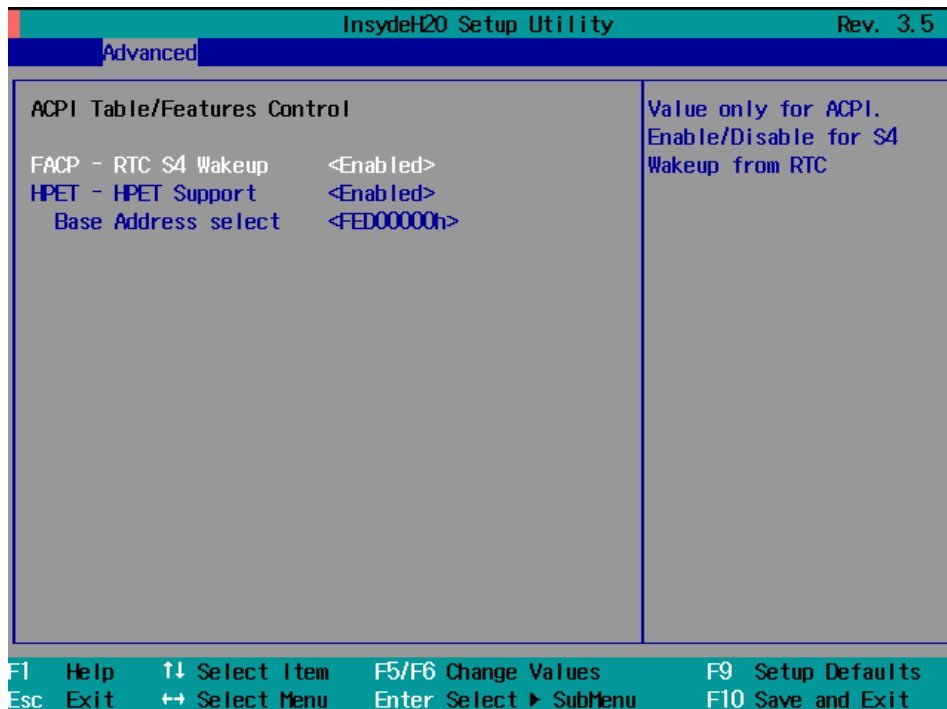 InsydeH2O Setup Utility Rev. 3.5
Advanced
ACPI Table/Features Control
FACP - RTC S4 Wakeup <Enabled>
HPET - HPET Support <Enabled>
Base Address select <FED00000h>
Value only for ACPI.
Enable/Disable for S4
Wakeup from RTC
F1 Help ↑↓ Select Item F5/F6 Change Values F9 Setup Defaults
Esc Exit ↔ Select Menu Enter Select ▶ SubMenu F10 Save and Exit